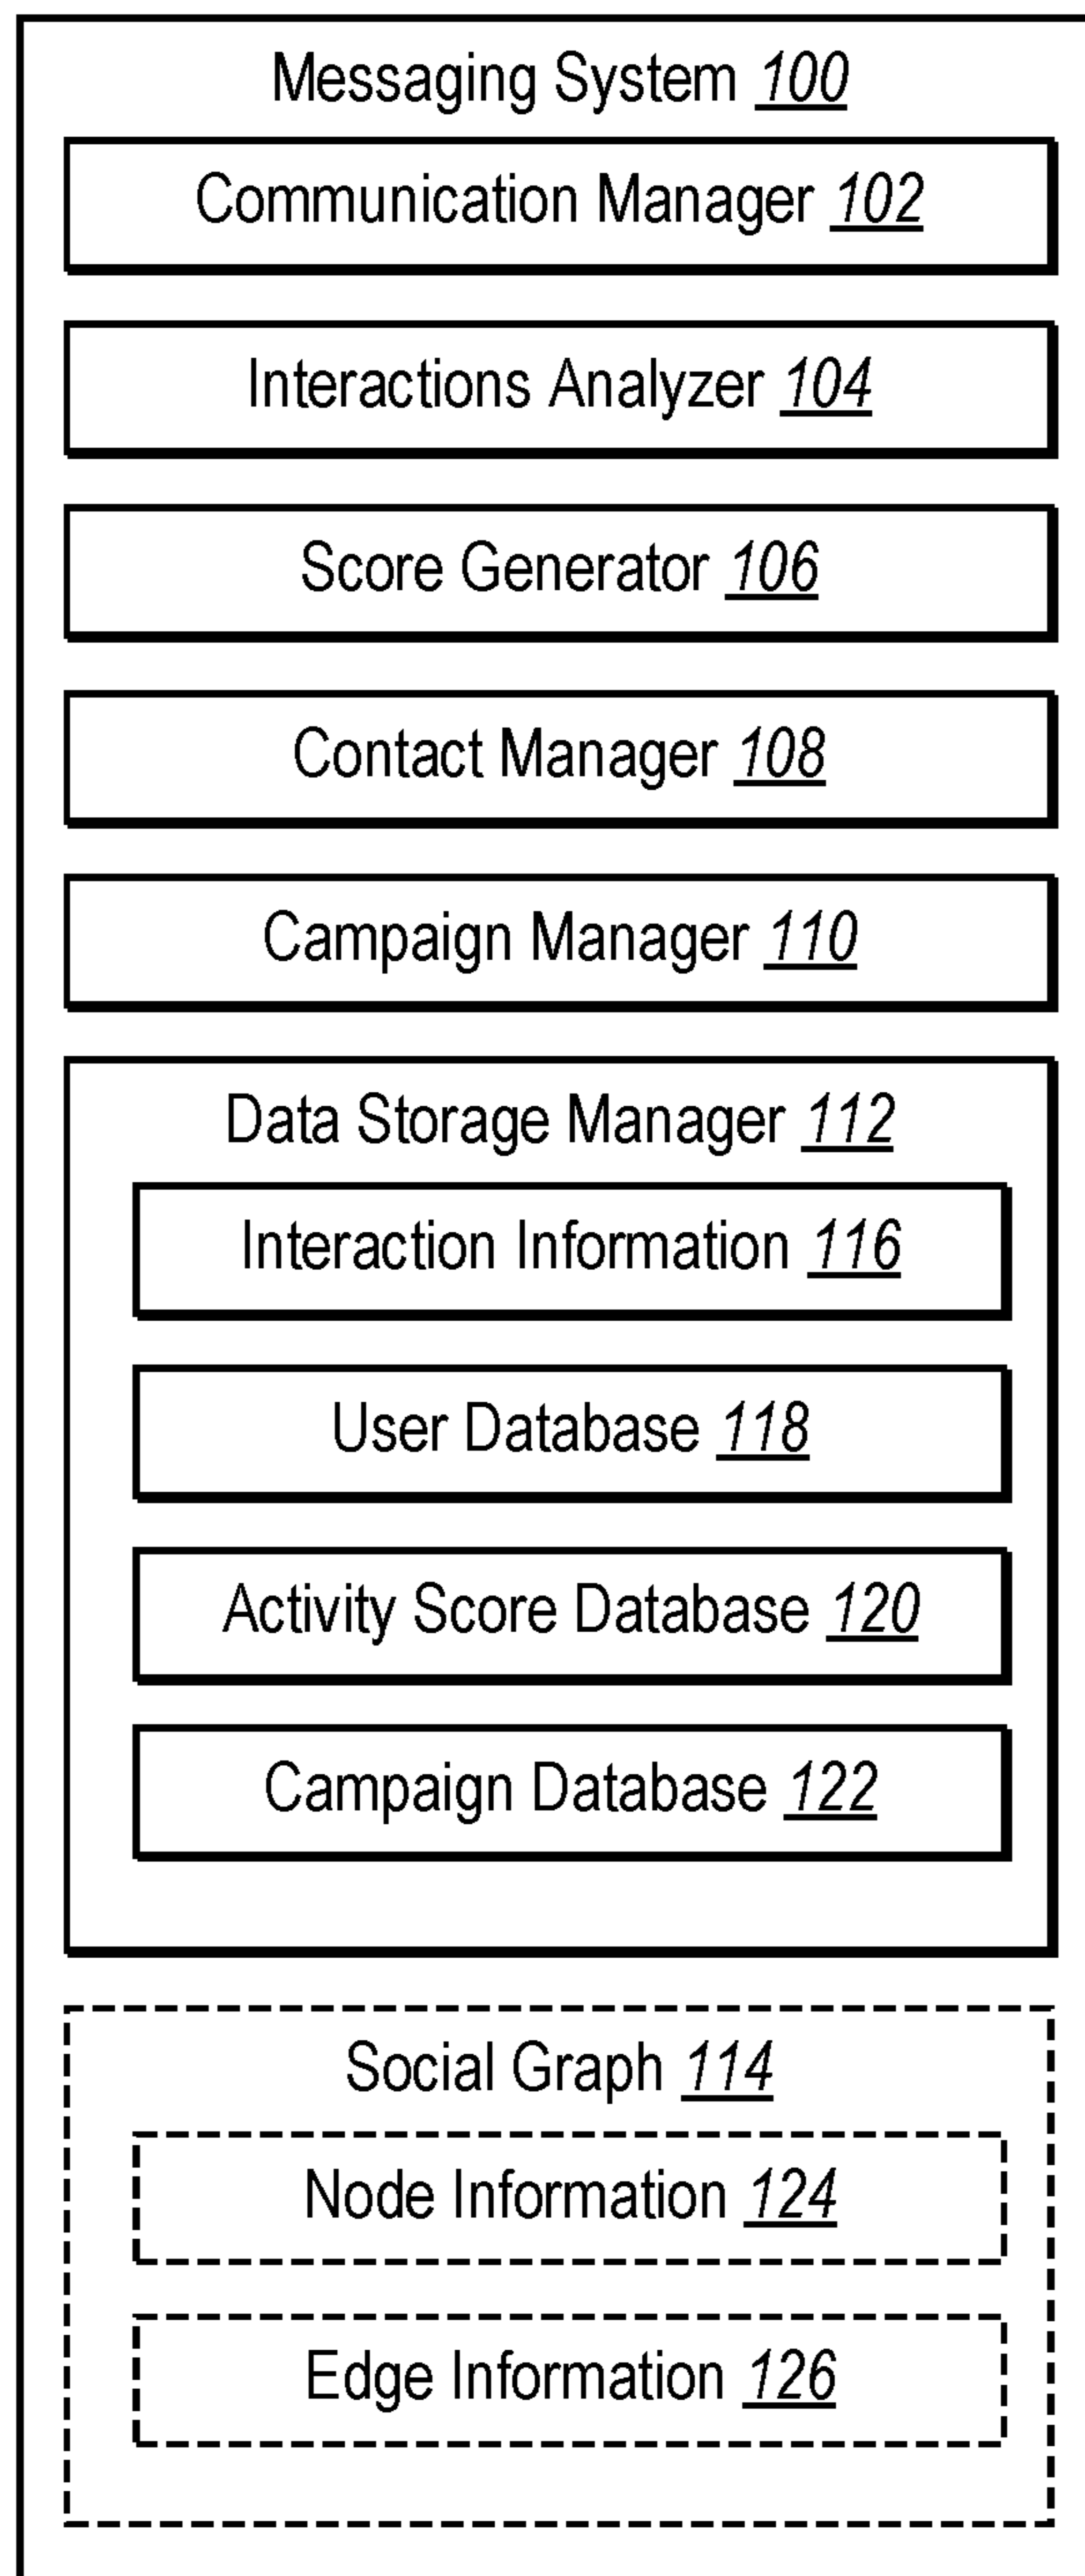 Messaging System 100
Communication Manager 102
Interactions Analyzer 104
Score Generator 106
Contact Manager 108
Campaign Manager 110
Data Storage Manager 112
Interaction Information 116
User Database 118
Activity Score Database 120
Campaign Database 122
Social Graph 114
Node Information 124
Edge Information 126